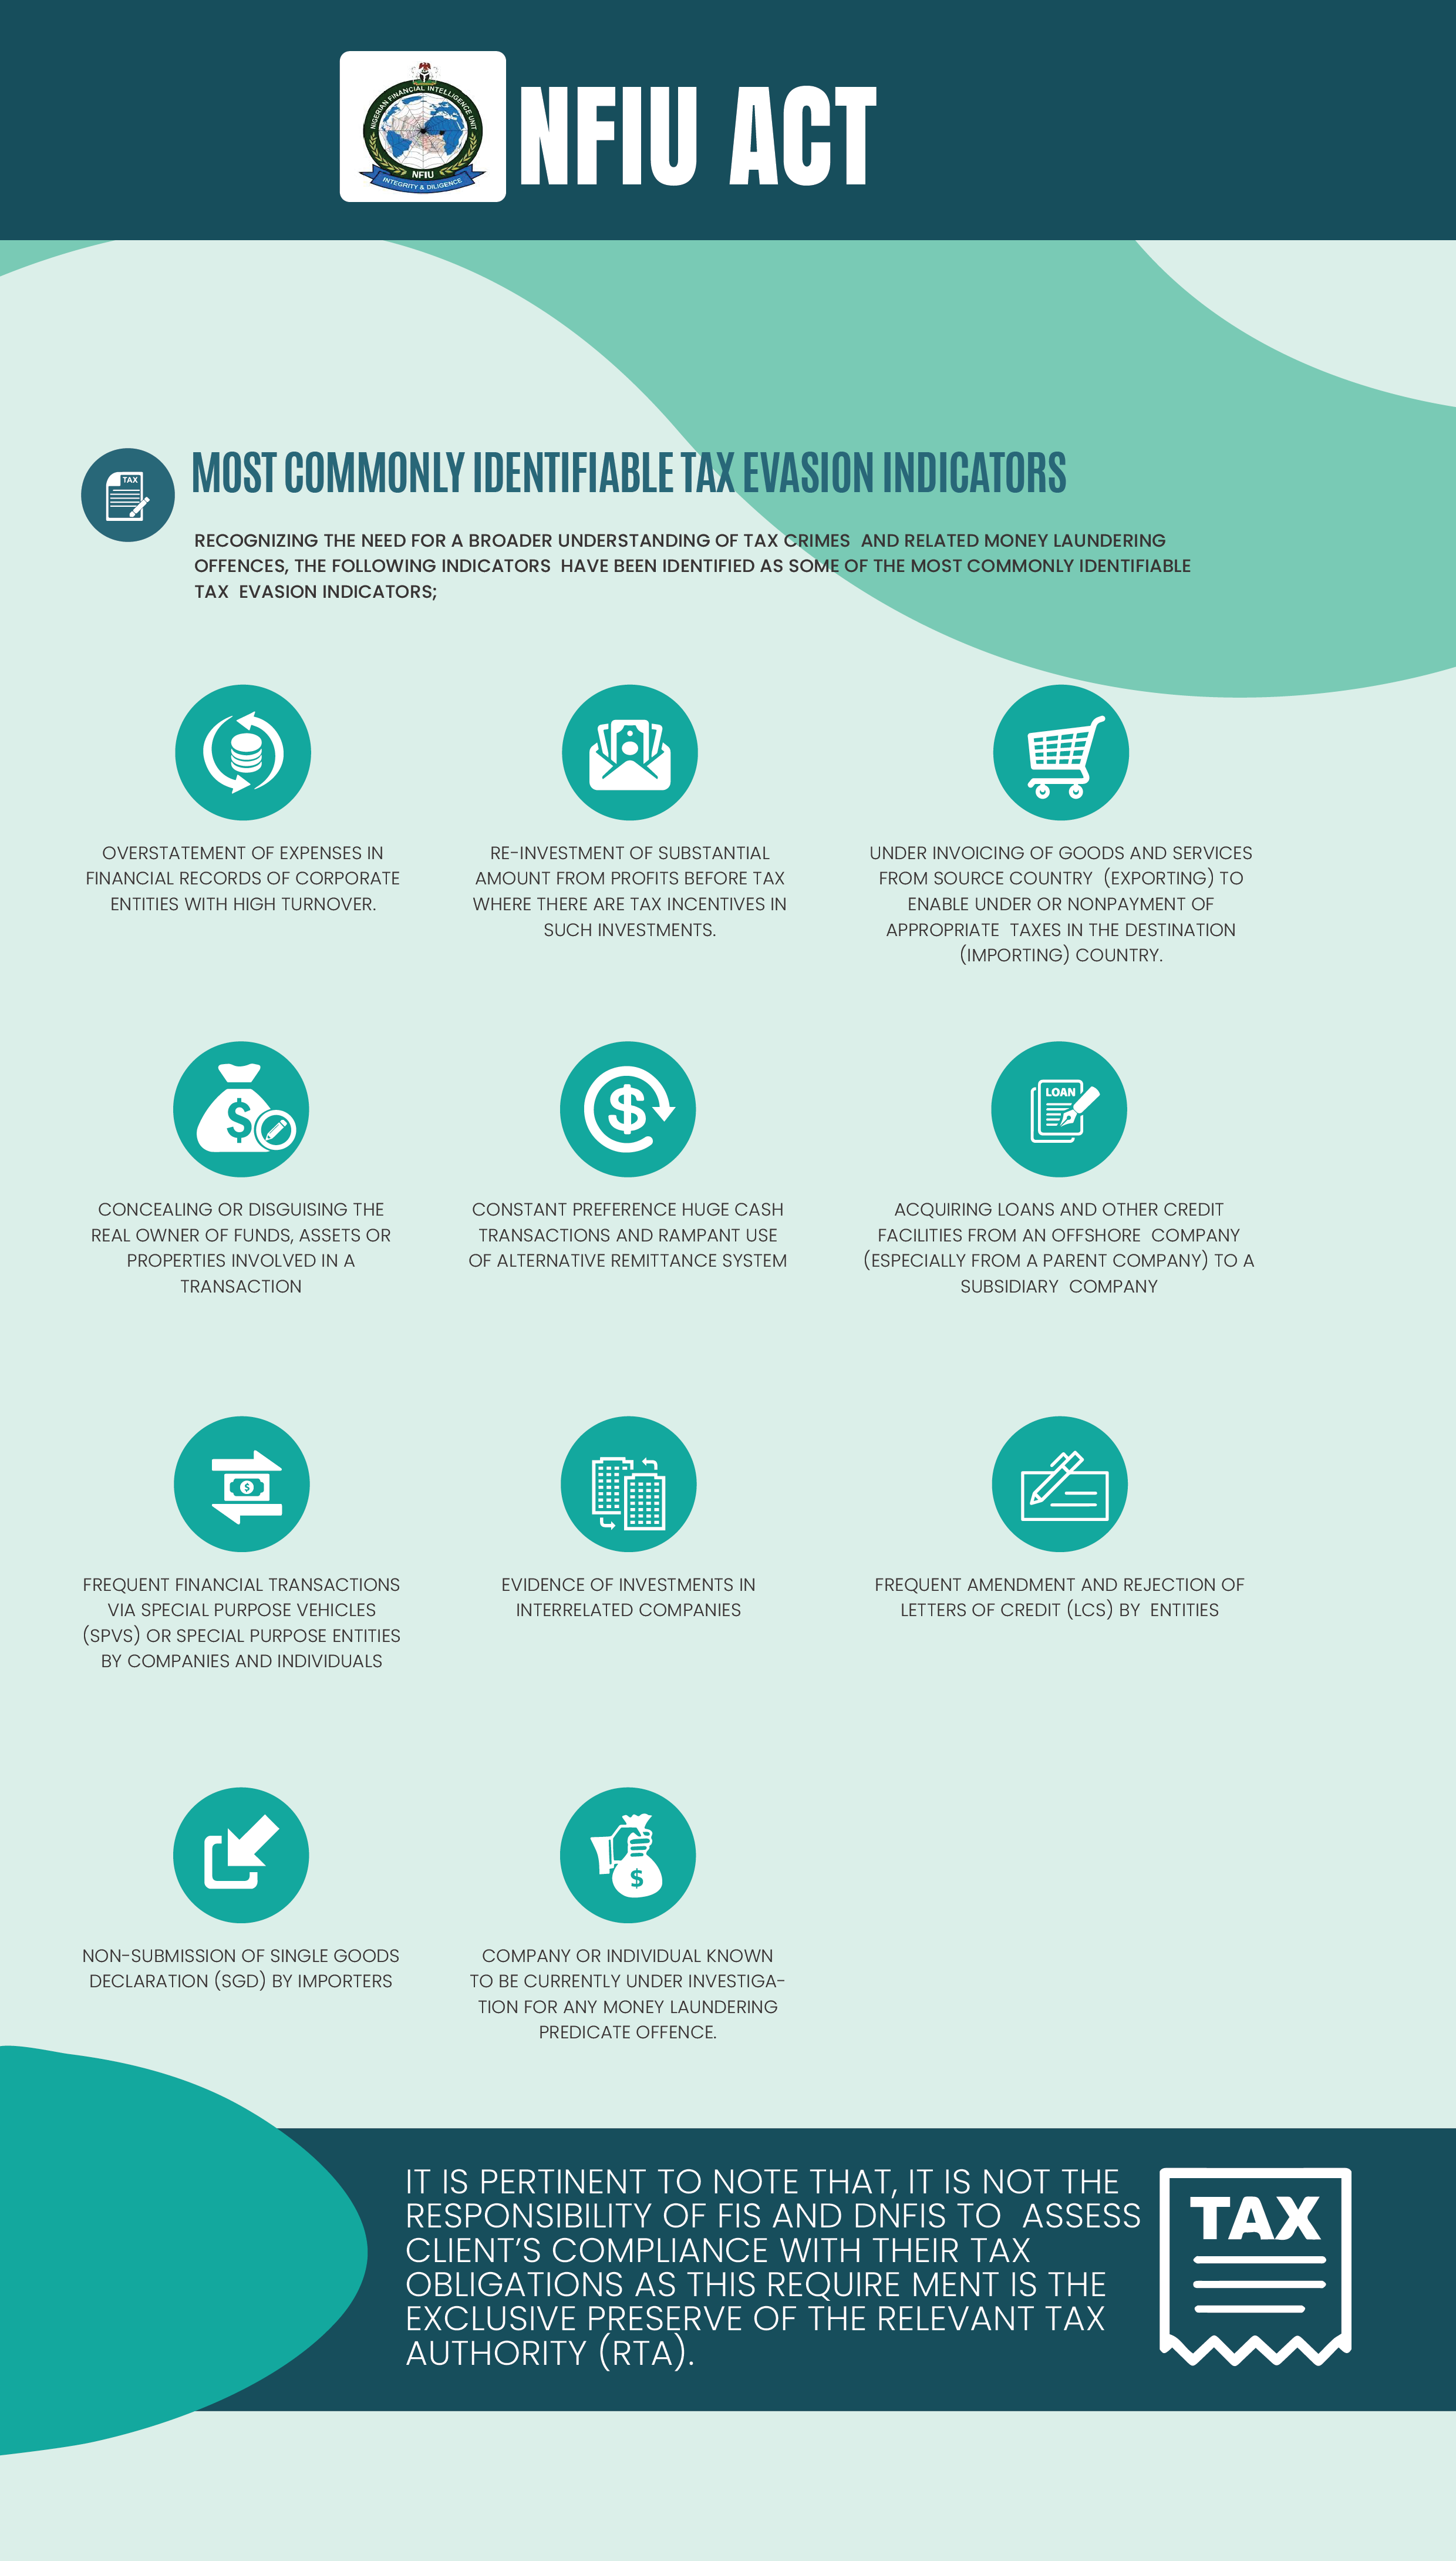 NIGERIAN FINANCIAL INTELLIGENCE UNIT
NFIU
INTEGRITY & DILIGENCE
NFIU ACT
TAX
MOST COMMONLY IDENTIFIABLE TAX EVASION INDICATORS
RECOGNIZING THE NEED FOR A BROADER UNDERSTANDING OF TAX CRIMES AND RELATED MONEY LAUNDERING
OFFENCES, THE FOLLOWING INDICATORS HAVE BEEN IDENTIFIED AS SOME OF THE MOST COMMONLY IDENTIFIABLE
TAX EVASION INDICATORS;
OVERSTATEMENT OF EXPENSES IN
FINANCIAL RECORDS OF CORPORATE
ENTITIES WITH HIGH TURNOVER.
RE-INVESTMENT OF SUBSTANTIAL
AMOUNT FROM PROFITS BEFORE TAX
WHERE THERE ARE TAX INCENTIVES IN
SUCH INVESTMENTS.
UNDER INVOICING OF GOODS AND SERVICES
FROM SOURCE COUNTRY (EXPORTING) TO
ENABLE UNDER OR NONPAYMENT OF
APPROPRIATE TAXES IN THE DESTINATION
(IMPORTING) COUNTRY.
$
CONCEALING OR DISGUISING THE
REAL OWNER OF FUNDS, ASSETS OR
PROPERTIES INVOLVED IN A
TRANSACTION
$
CONSTANT PREFERENCE HUGE CASH
TRANSACTIONS AND RAMPANT USE
OF ALTERNATIVE REMITTANCE SYSTEM
LOAN
ACQUIRING LOANS AND OTHER CREDIT
FACILITIES FROM AN OFFSHORE COMPANY
(ESPECIALLY FROM A PARENT COMPANY) TO A
SUBSIDIARY COMPANY
$
FREQUENT FINANCIAL TRANSACTIONS
VIA SPECIAL PURPOSE VEHICLES
(SPVS) OR SPECIAL PURPOSE ENTITIES
BY COMPANIES AND INDIVIDUALS
EVIDENCE OF INVESTMENTS IN
INTERRELATED COMPANIES
FREQUENT AMENDMENT AND REJECTION OF
LETTERS OF CREDIT (LCS) BY ENTITIES
NON-SUBMISSION OF SINGLE GOODS
DECLARATION (SGD) BY IMPORTERS
$
COMPANY OR INDIVIDUAL KNOWN
TO BE CURRENTLY UNDER INVESTIGA-
TION FOR ANY MONEY LAUNDERING
PREDICATE OFFENCE.
IT IS PERTINENT TO NOTE THAT, IT IS NOT THE
RESPONSIBILITY OF FIS AND DNFIS TO ASSESS
CLIENT'S COMPLIANCE WITH THEIR TAX
OBLIGATIONS AS THIS REQUIRE MENT IS THE
EXCLUSIVE PRESERVE OF THE RELEVANT TAX
AUTHORITY (RTA).
TAX